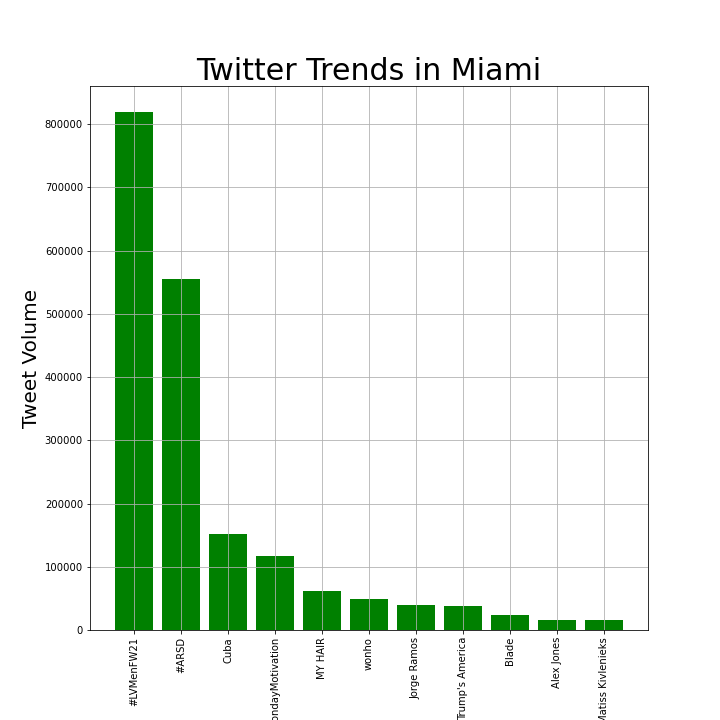 Twitter Trends in Miami
Tweet Volume
800000
700000
600000
500000
400000
300000
200000
100000
0
#LVMenFW21
#ARSD
Cuba
ondayMotivation
MY HAIR
wonho
Jorge Ramos
Trump's America
Blade
Alex Jones
Matiss Kivlenieks